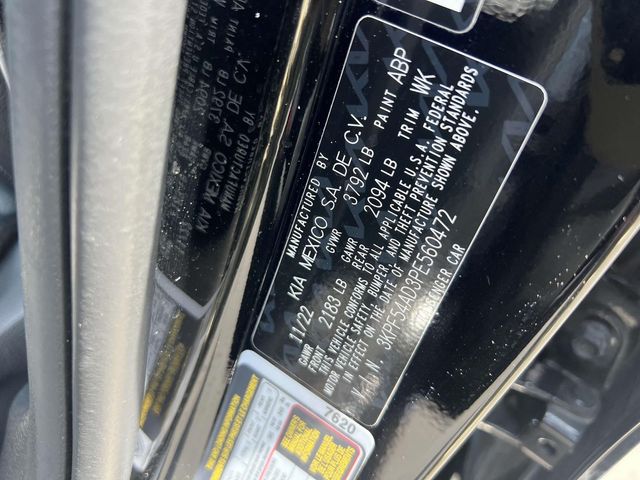 MANUFACTURED BY
11/22 KIA MEXICO S.A. DE C.V.
GVWR 3792 LB PAINT ABP
GAWR FRONT 2183 LB GAWR REAR 2094 LB TRIM WK
THIS VEHICLE CONFORMS TO ALL APPLICABLE U.S.A. FEDERAL
MOTOR VEHICLE SAFETY, BUMPER, AND THEFT PREVENTION STANDARDS
IN EFFECT ON THE DATE OF MANUFACTURE SHOWN ABOVE.
V.I.N. 3KPF54AD3PE560472
PASSENGER CAR
7620